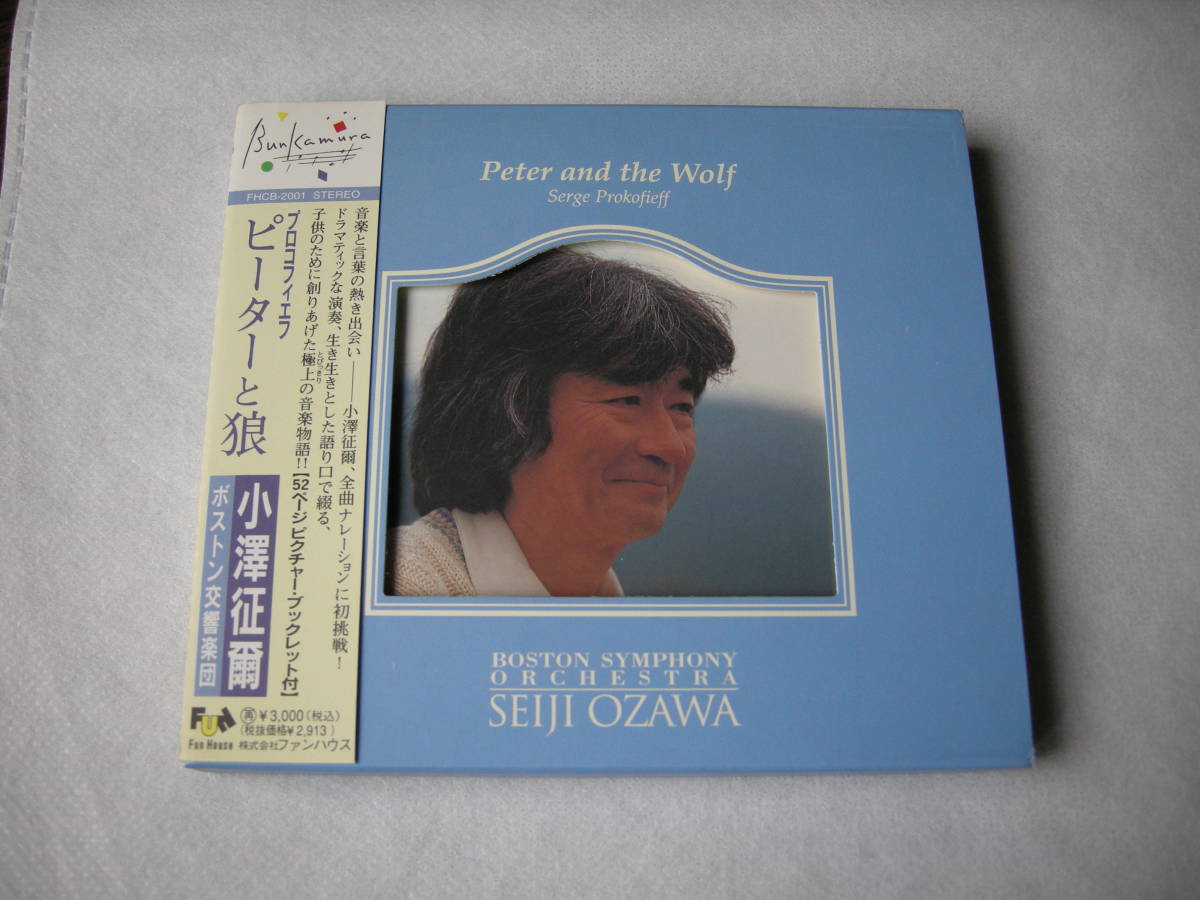 Bunkamura
FHCB-2001 STEREO
音楽と言葉の熱き出会い――小澤征爾、全曲ナレーションに初挑戦!
ドラマティックな演奏、生き生きとした語り口で綴る、
子供のために創りあげた極上の音楽物語!!【52ページピクチャー・ブックレット付】
とびっきり
プロコフィエフ
ピーターと狼
小澤征爾
ボストン交響楽団
FUN
Fun House
再 ¥3,000(税込)
(税抜価格¥2,913)
株式会社ファンハウス
Peter and the Wolf
Serge Prokofieff
BOSTON SYMPHONY
ORCHESTRA
SEIJI OZAWA